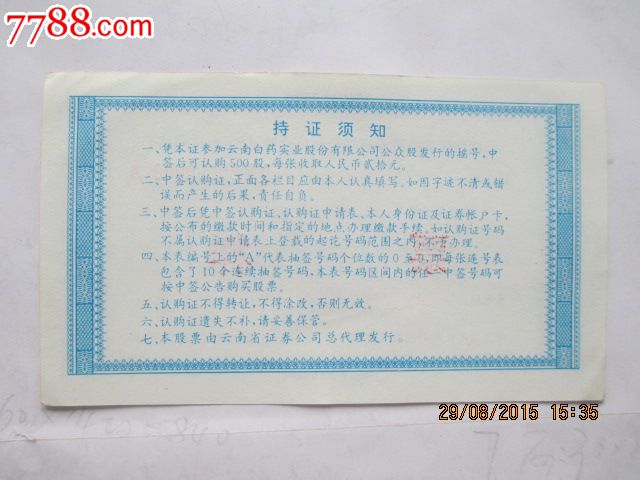 7788.com
持证须知
一、凭本证参加云南白药实业股份有限公司公众股发行的摇号，中
签后可认购500股，每张收取人民币贰拾元。
二、中签认购证，正面各栏目应由本人认真填写。如因字迹不清或错
误而产生的后果，责任自负。
三、中签后凭中签认购证、认购证申请表、本人身份证及证券帐户卡，
按公布的缴款时间和指定的地点办理缴款手续。如认购证号码
不属认购证申请表上登载的起讫号码范围之内，不予办理。
四、本表编号上的“A”代表抽签号码个位数的0至9，即每张连号表
包含了10个连续抽签号码，本表号码区间内的任一中签号码可
按中签公告购买股票。
五、认购证不得转让，不得涂改，否则无效。
六、认购证遗失不补，请妥善保管。
七、本股票由云南省证券公司总代理发行。
29/08/2015 15:35